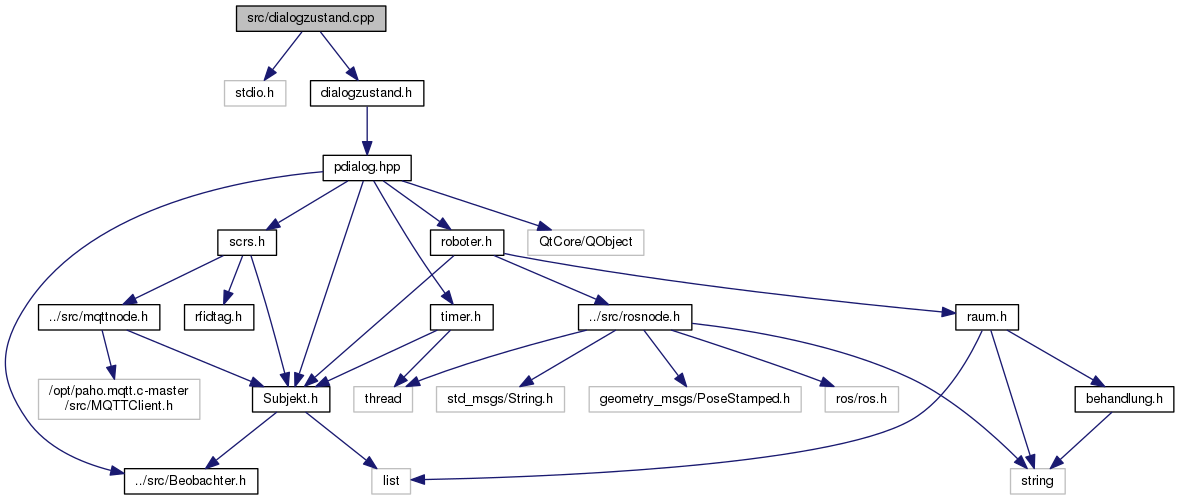 src/dialogzustand.cpp
stdio.h
dialogzustand.h
pdialog.hpp
scrs.h
roboter.h
QtCore/QObject
../src/mqttnode.h
rfidtag.h
timer.h
../src/rosnode.h
raum.h
/opt/paho.mqtt.c-master
/src/MQTTClient.h
Subjekt.h
thread
std_msgs/String.h
geometry_msgs/PoseStamped.h
ros/ros.h
behandlung.h
../src/Beobachter.h
list
string